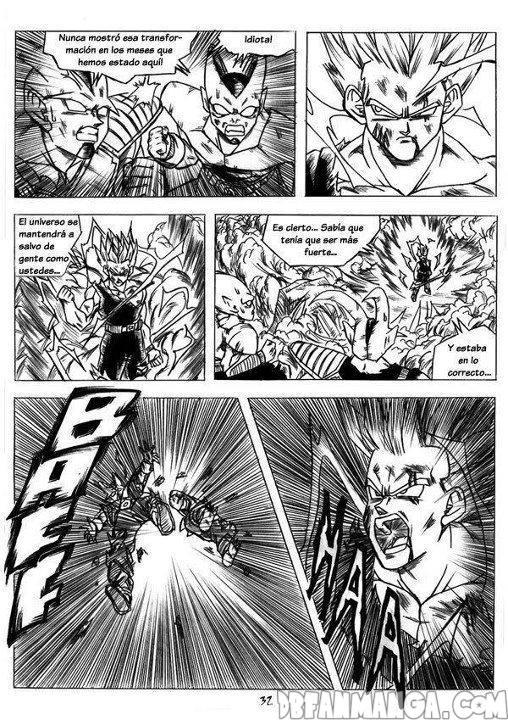 Nunca mostró esa transfor-
mación en los meses que
hemos estado aquí!
Idiota!
El universo se
mantendrá a
salvo de
gente como
ustedes...
Es cierto... Sabía que
tenía que ser más
fuerte...
Y estaba
en lo
correcto...
BAFF
HAAA
32
DBFANMANGA.COM